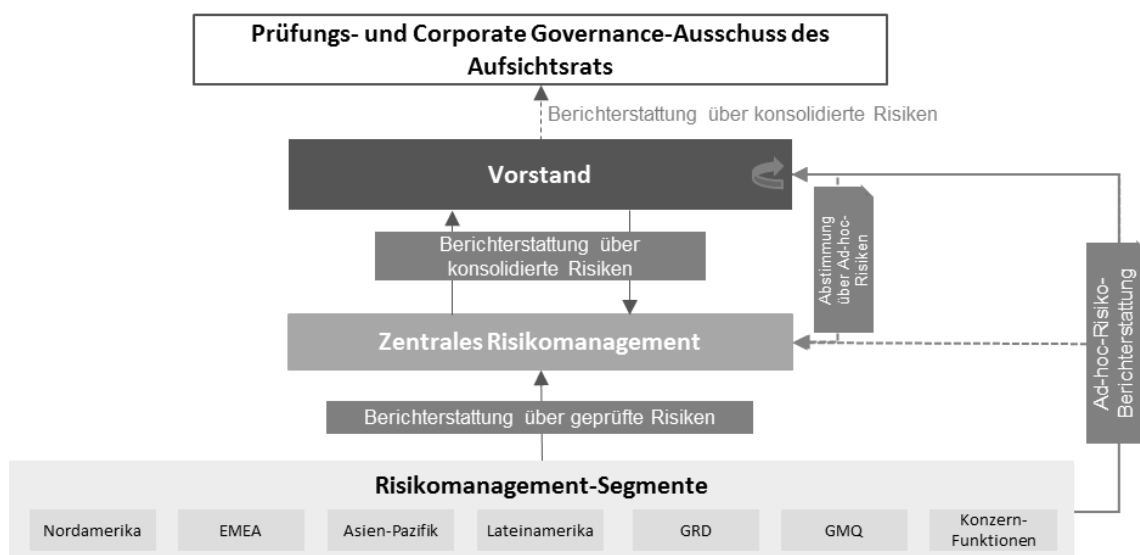 Prüfungs- und Corporate Governance-Ausschuss des
Aufsichtsrats
Berichterstattung über konsolidierte Risiken
Vorstand
Berichterstattung über
konsolidierte Risiken
Abstimmung
über Ad-hoc-
Risiken
Ad-hoc-Risiko-
Berichterstattung
Zentrales Risikomanagement
Berichterstattung über geprüfte Risiken
Risikomanagement-Segmente
Nordamerika
EMEA
Asien-Pazifik
Lateinamerika
GRD
GMQ
Konzern-
Funktionen